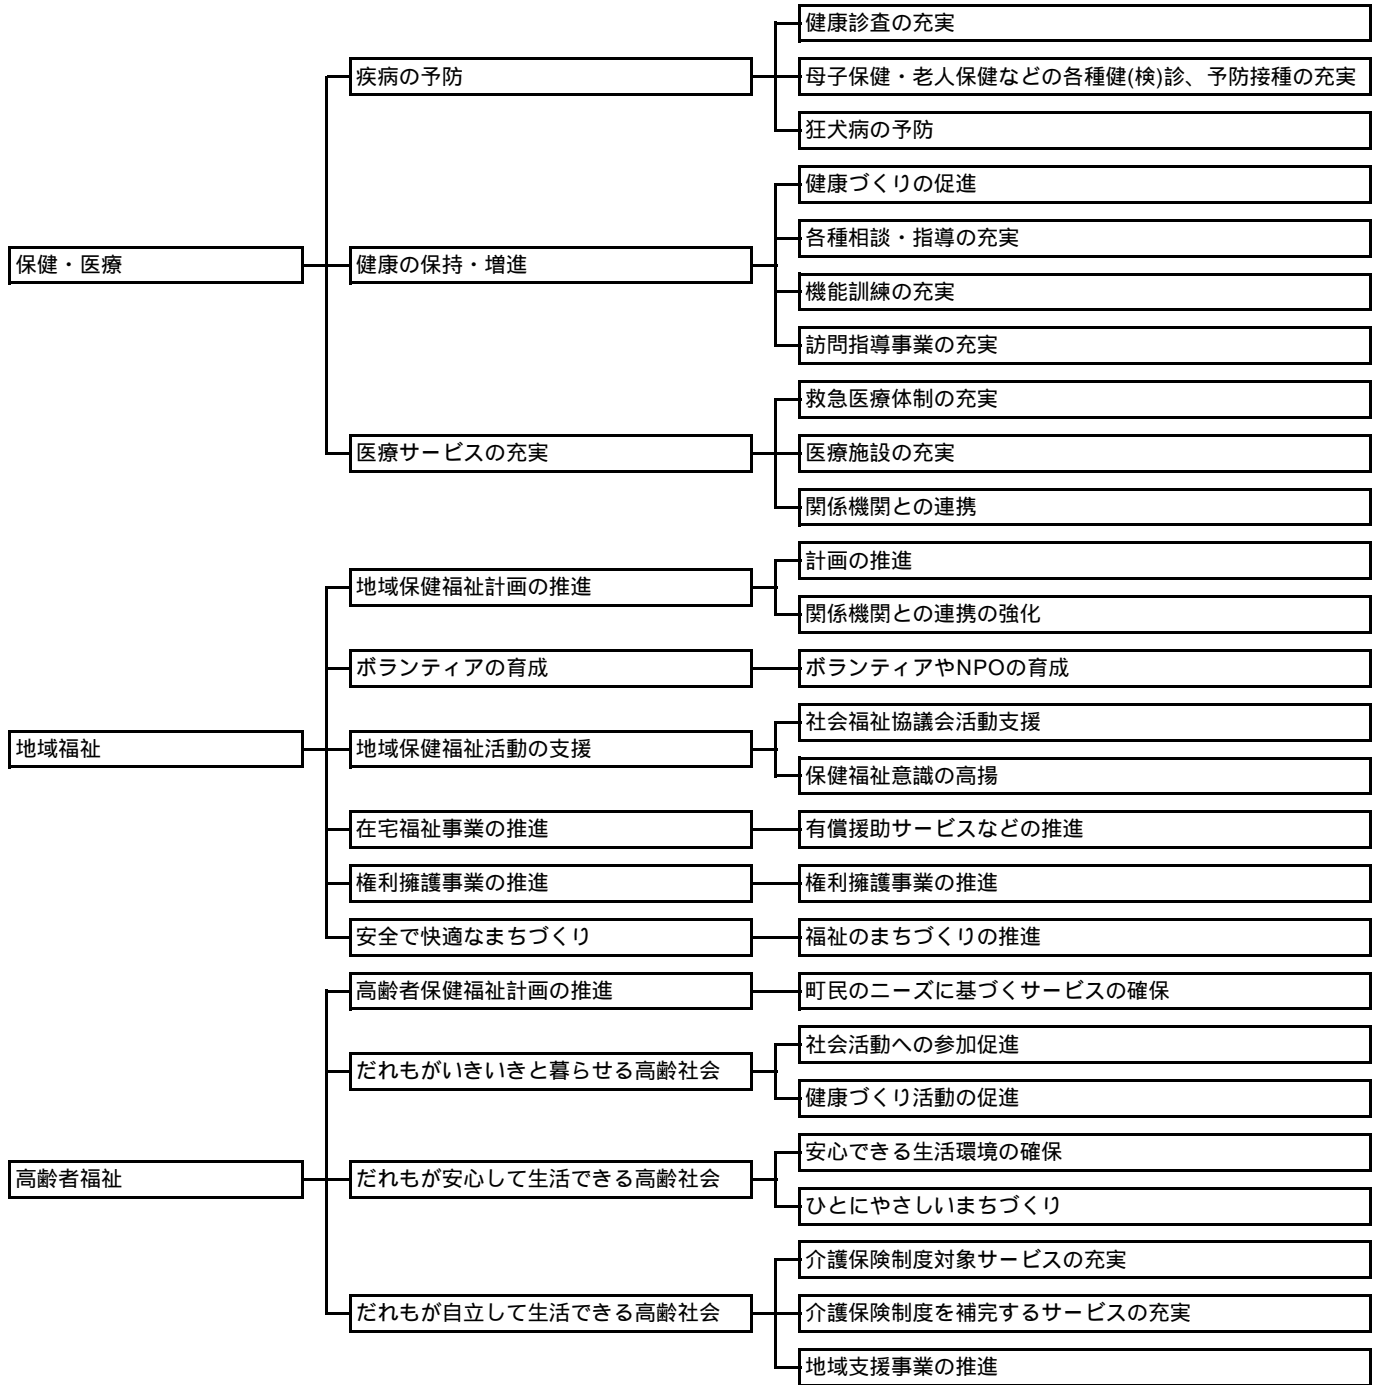 保健・医療
疾病の予防
健康診査の充実
母子保健・老人保健などの各種健(検)診、予防接種の充実
狂犬病の予防
健康の保持・増進
健康づくりの促進
各種相談・指導の充実
機能訓練の充実
訪問指導事業の充実
医療サービスの充実
救急医療体制の充実
医療施設の充実
関係機関との連携
地域福祉
地域保健福祉計画の推進
計画の推進
関係機関との連携の強化
ボランティアの育成
ボランティアやNPOの育成
地域保健福祉活動の支援
社会福祉協議会活動支援
保健福祉意識の高揚
在宅福祉事業の推進
有償援助サービスなどの推進
権利擁護事業の推進
権利擁護事業の推進
安全で快適なまちづくり
福祉のまちづくりの推進
高齢者福祉
高齢者保健福祉計画の推進
町民のニーズに基づくサービスの確保
だれもがいきいきと暮らせる高齢社会
社会活動への参加促進
健康づくり活動の促進
だれもが安心して生活できる高齢社会
安心できる生活環境の確保
ひとにやさしいまちづくり
だれもが自立して生活できる高齢社会
介護保険制度対象サービスの充実
介護保険制度を補完するサービスの充実
地域支援事業の推進